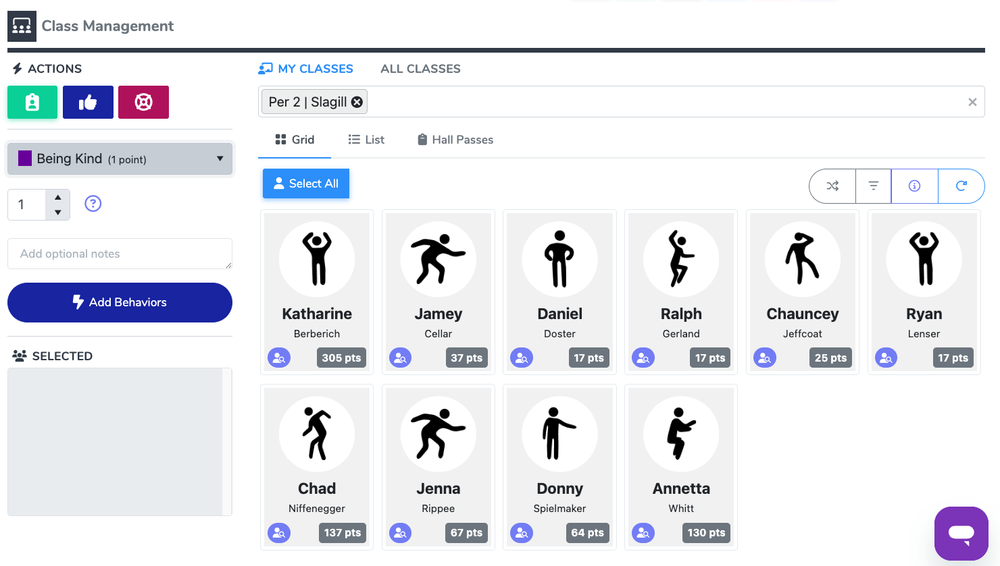 Class Management
ACTIONS
Being Kind (1 point)
1
?
Add optional notes
Add Behaviors
SELECTED
MY CLASSES ALL CLASSES
Per 2 | Slagill
Grid List Hall Passes
Select All
Katharine Jamey Daniel Ralph Chauncey Ryan
Berberich Cellar Doster Gerland Jeffcoat Lenser
305 pts 37 pts 17 pts 17 pts 25 pts 17 pts
Chad Jenna Donny Annetta
Niffenegger Rippee Spielmaker Whitt
137 pts 67 pts 64 pts 130 pts